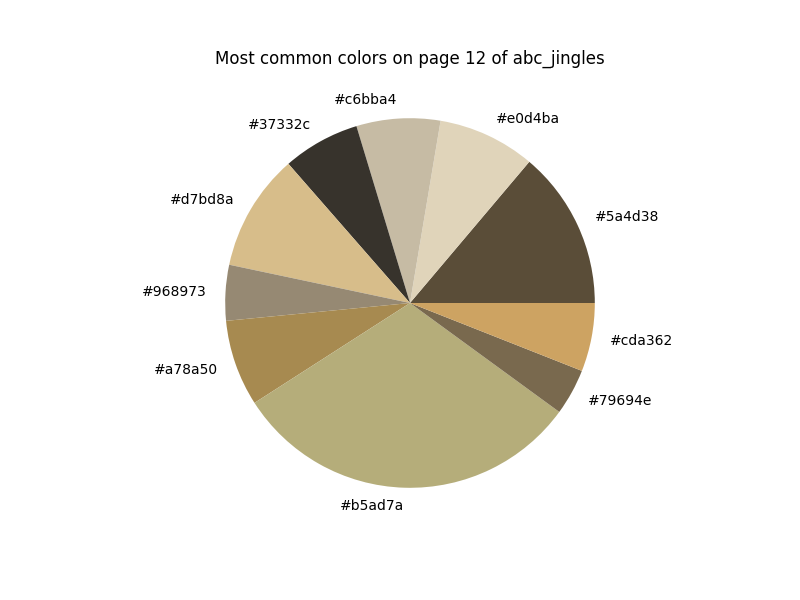 Most common colors on page 12 of abc_jingles
#c6bba4
#e0d4ba
#37332c
#d7bd8a
#5a4d38
#968973
#cda362
#a78a50
#79694e
#b5ad7a